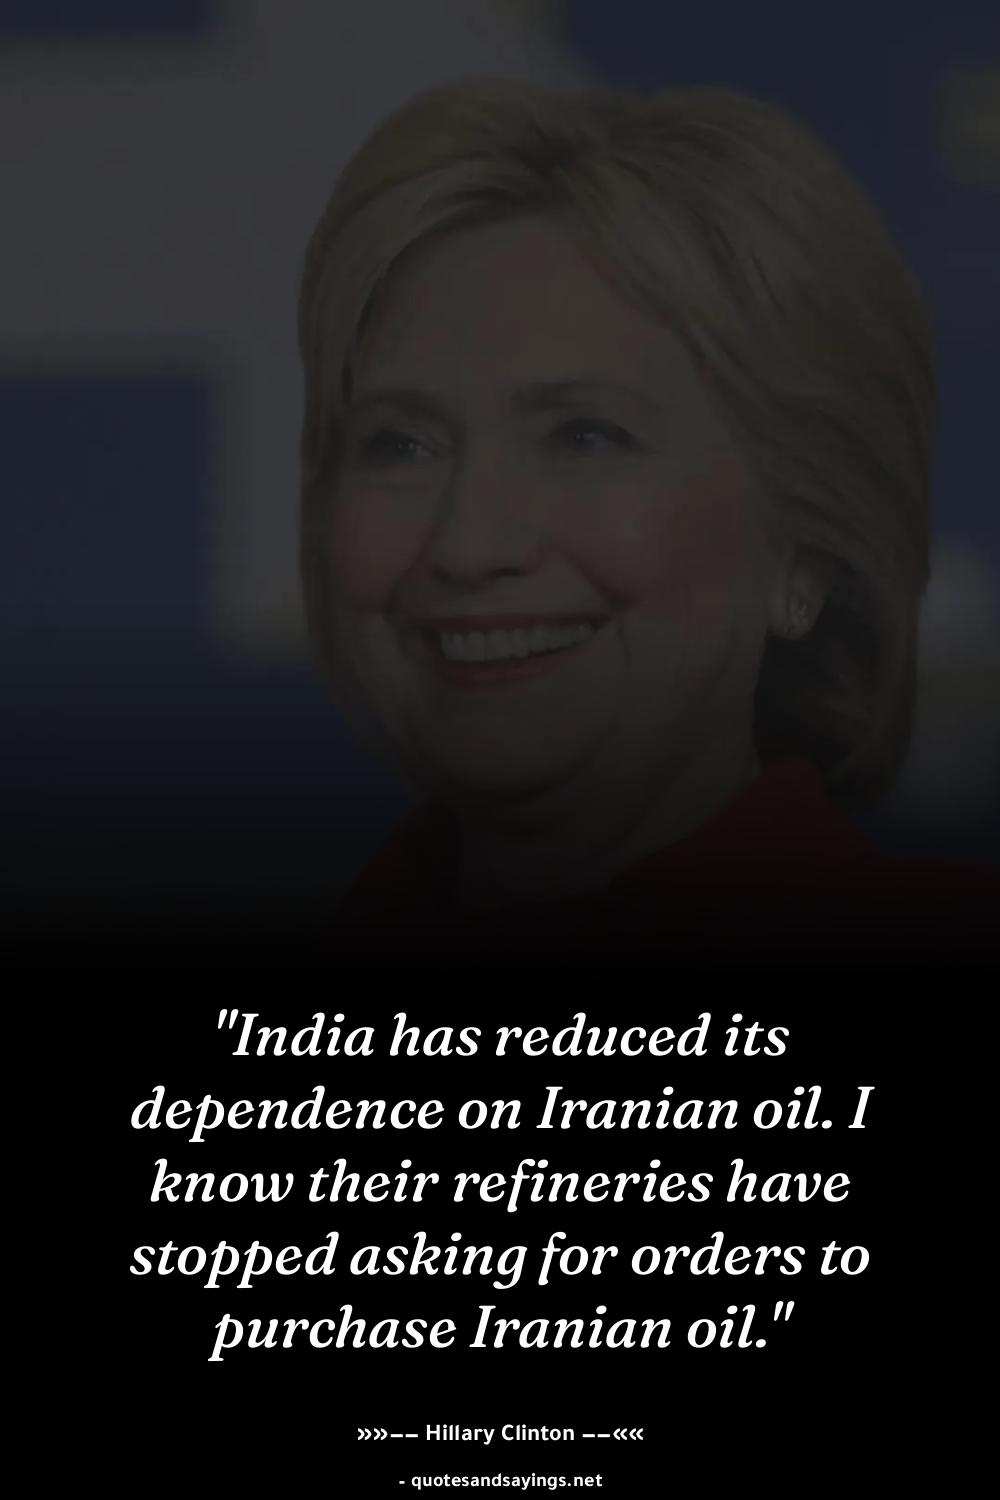 "India has reduced its
dependence on Iranian oil. I
know their refineries have
stopped asking for orders to
purchase Iranian oil."
»»−− Hillary Clinton −−««
- quotesandsayings.net